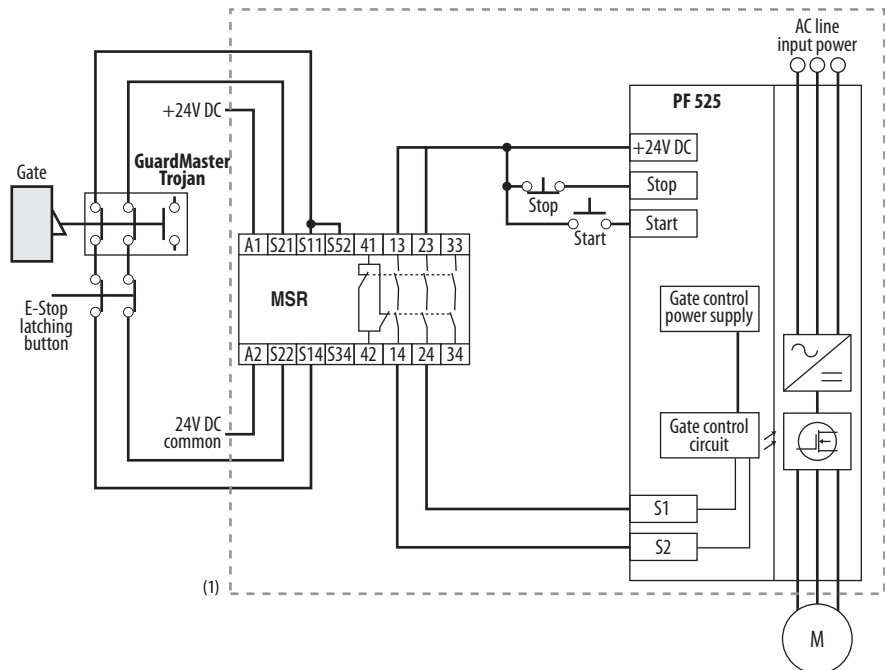 AC line
input power
PF 525
+24V DC
+24V DC
Stop
Stop
Start
Start
Gate
GuardMaster
Trojan
A1 S21 S11 S52 41 13 23 33
MSR
A2 S22 S14 S34 42 14 24 34
E-Stop
latching
button
24V DC
common
Gate control
power supply
Gate control
circuit
S1
S2
(1)
M